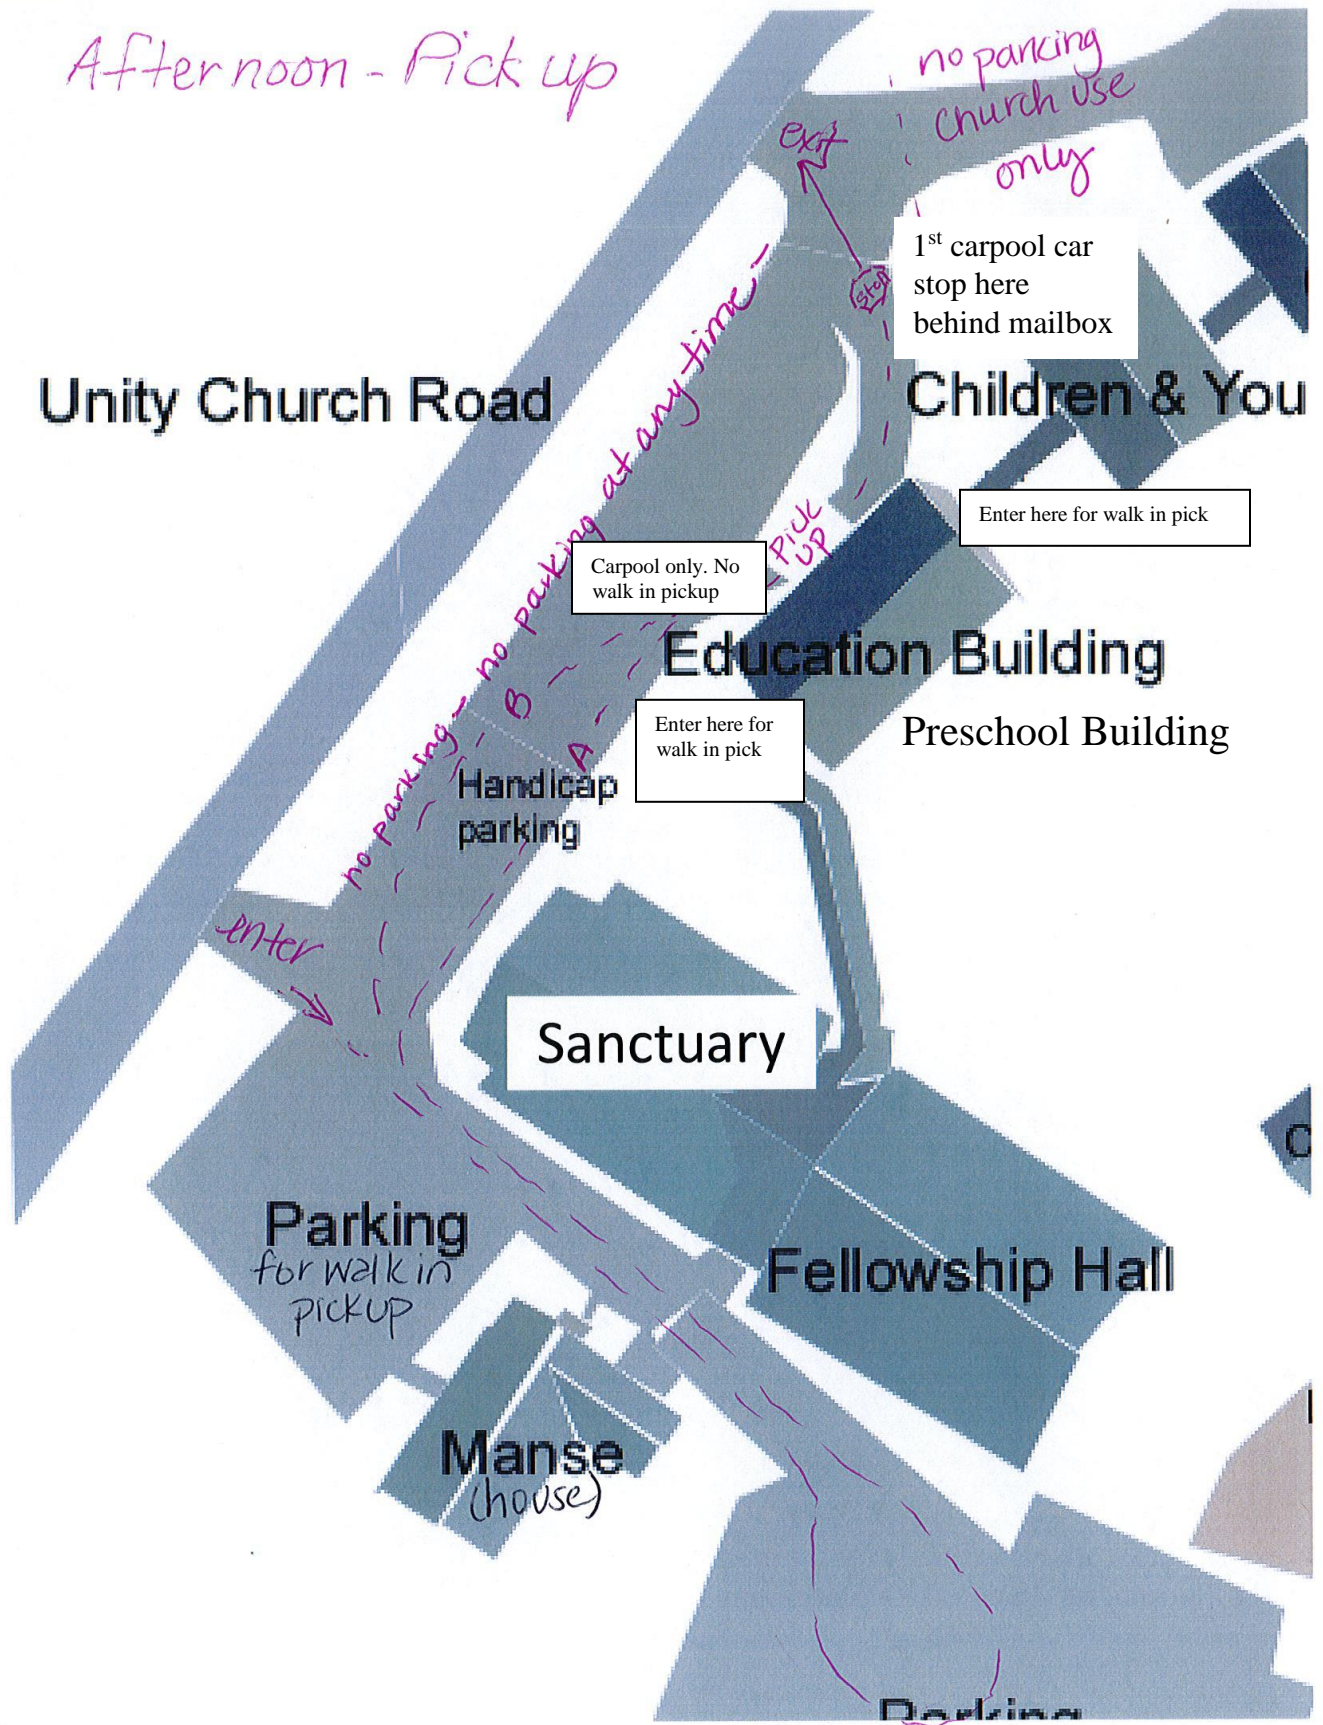 Afternoon - Pick up
no parking
church use
only
exit
1st carpool car
stop here
behind mailbox
stop
Unity Church Road
no parking - no parking at any time -
Children & You
Enter here for walk in pick
PICK
UP
Carpool only. No
walk in pickup
Education Building
B
A
Enter here for
walk in pick
Preschool Building
Handicap
parking
enter
Sanctuary
C
Parking
for walk in
pickup
Fellowship Hall
Manse
(house)
Parking